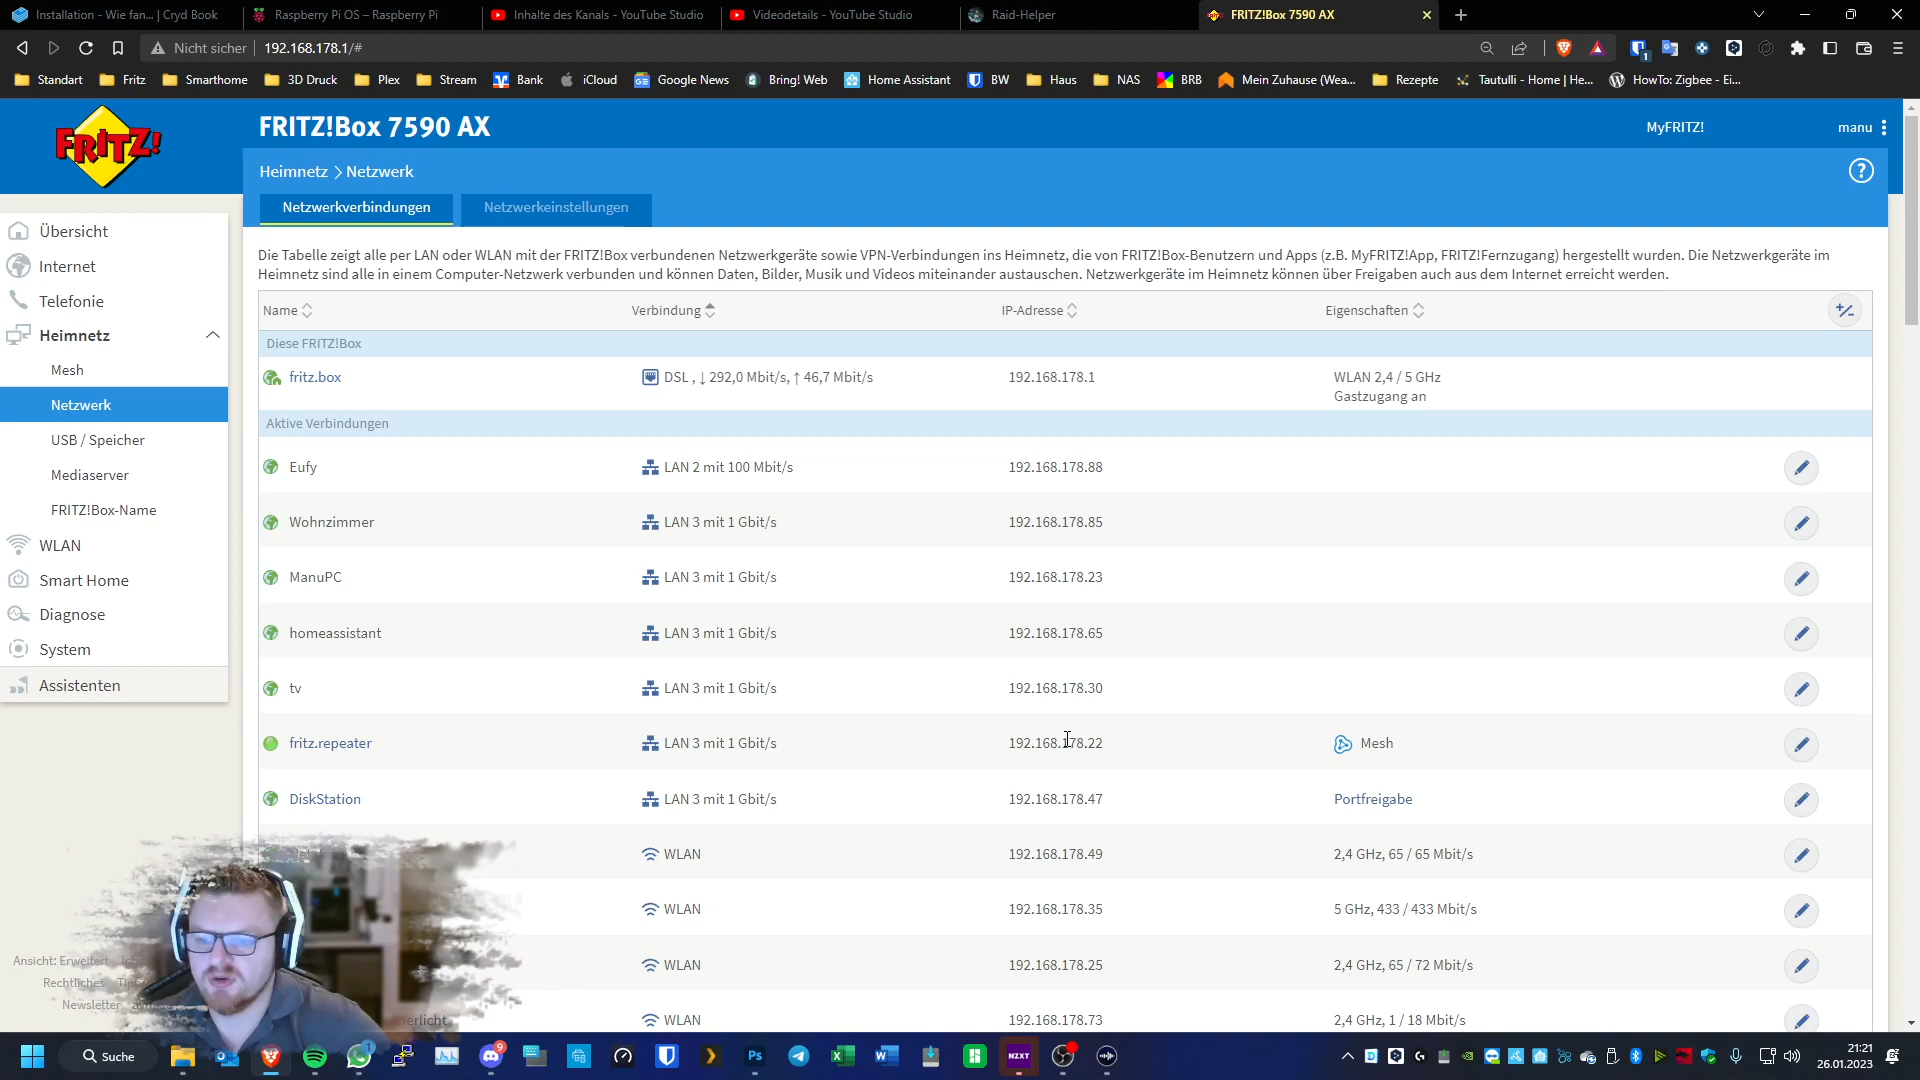 Installation - Wie fan... | Cryd Book
Raspberry Pi OS – Raspberry Pi
Inhalte des Kanals - YouTube Studio
Videodetails - YouTube Studio
Raid-Helper
FRITZ!Box 7590 AX
Nicht sicher
192.168.178.1/#
Standart
Fritz
Smarthome
3D Druck
Plex
Stream
Bank
iCloud
Google News
Bring! Web
Home Assistant
BW
Haus
NAS
BRB
Mein Zuhause (Wea...
Rezepte
Tautulli - Home | He...
HowTo: Zigbee - Ei...
FRITZ!
FRITZ!Box 7590 AX
MyFRITZ!
manu
Heimnetz > Netzwerk
Netzwerkverbindungen
Netzwerkeinstellungen
Übersicht
Internet
Telefonie
Heimnetz
Mesh
Netzwerk
USB / Speicher
Mediaserver
FRITZ!Box-Name
WLAN
Smart Home
Diagnose
System
Assistenten
Die Tabelle zeigt alle per LAN oder WLAN mit der FRITZ!Box verbundenen Netzwerkgeräte sowie VPN-Verbindungen ins Heimnetz, die von FRITZ!Box-Benutzern und Apps (z.B. MyFRITZ!App, FRITZ!Fernzugang) hergestellt wurden. Die Netzwerkgeräte im
Heimnetz sind alle in einem Computer-Netzwerk verbunden und können Daten, Bilder, Musik und Videos miteinander austauschen. Netzwerkgeräte im Heimnetz können über Freigaben auch aus dem Internet erreicht werden.
Name Verbindung IP-Adresse Eigenschaften
Diese FRITZ!Box
fritz.box DSL , ↓ 292,0 Mbit/s, ↑ 46,7 Mbit/s 192.168.178.1 WLAN 2,4 / 5 GHz
Gastzugang an
Aktive Verbindungen
Eufy LAN 2 mit 100 Mbit/s 192.168.178.88
Wohnzimmer LAN 3 mit 1 Gbit/s 192.168.178.85
ManuPC LAN 3 mit 1 Gbit/s 192.168.178.23
homeassistant LAN 3 mit 1 Gbit/s 192.168.178.65
tv LAN 3 mit 1 Gbit/s 192.168.178.30
fritz.repeater LAN 3 mit 1 Gbit/s 192.168.178.22 Mesh
DiskStation LAN 3 mit 1 Gbit/s 192.168.178.47 Portfreigabe
WLAN 192.168.178.49 2,4 GHz, 65 / 65 Mbit/s
WLAN 192.168.178.35 5 GHz, 433 / 433 Mbit/s
WLAN 192.168.178.25 2,4 GHz, 65 / 72 Mbit/s
WLAN 192.168.178.73 2,4 GHz, 1 / 18 Mbit/s
Ansicht: Erweitert
Rechtliches
Newsletter
Suche
1
9
Ps
NZXT
21:21
26.01.2023